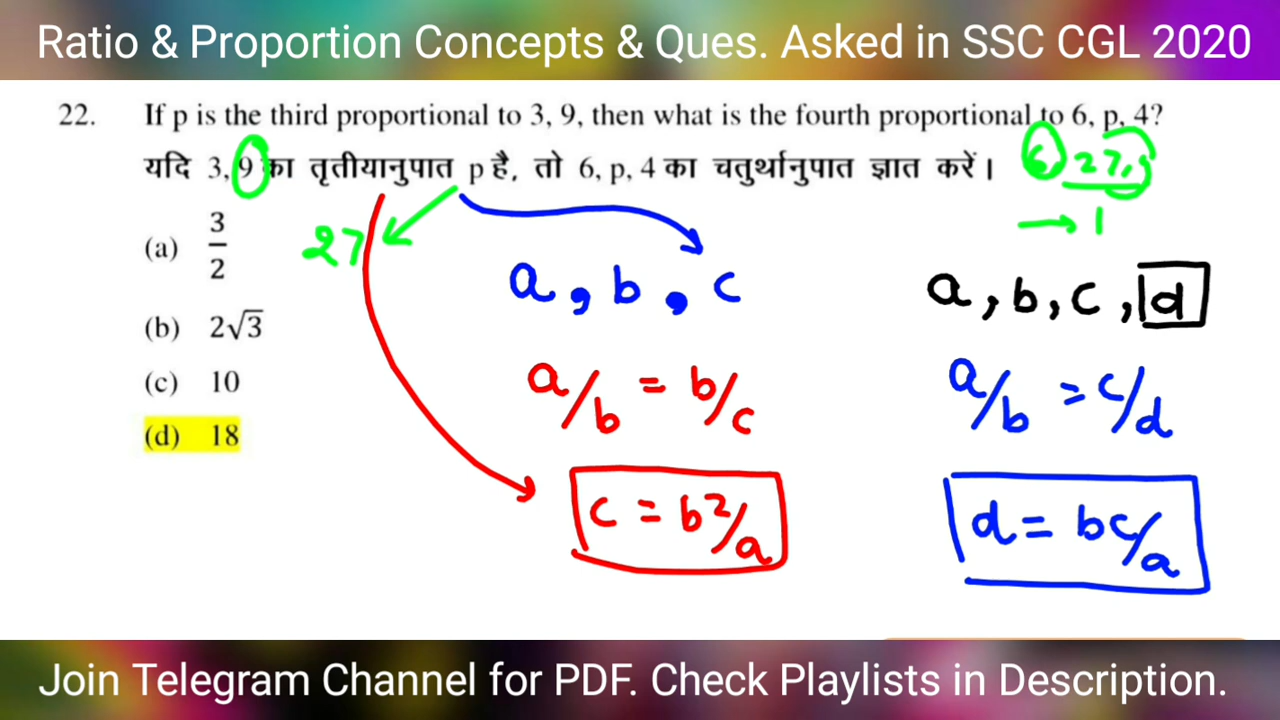 Ratio & Proportion Concepts & Ques. Asked in SSC CGL 2020
22. If p is the third proportional to 3, 9, then what is the fourth proportional to 6, p, 4?
यदि 3, 9 का तृतीयानुपात p है, तो 6, p, 4 का चतुर्थानुपात ज्ञात करें।
6, 27,
→ 1
(a) 3/2
27
a, b, c
a, b, c, d
(b) 2√3
(c) 10
a/b = b/c
a/b = c/d
(d) 18
c = b²/a
d = bc/a
Join Telegram Channel for PDF. Check Playlists in Description.